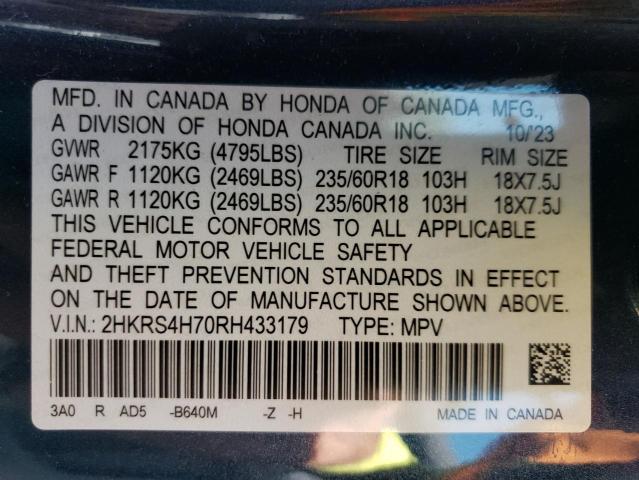 MFD. IN CANADA BY HONDA OF CANADA MFG.,
A DIVISION OF HONDA CANADA INC. 10/23
GVWR 2175KG (4795LBS) TIRE SIZE RIM SIZE
GAWR F 1120KG (2469LBS) 235/60R18 103H 18X7.5J
GAWR R 1120KG (2469LBS) 235/60R18 103H 18X7.5J
THIS VEHICLE CONFORMS TO ALL APPLICABLE
FEDERAL MOTOR VEHICLE SAFETY
AND THEFT PREVENTION STANDARDS IN EFFECT
ON THE DATE OF MANUFACTURE SHOWN ABOVE.
V.I.N.: 2HKRS4H70RH433179 TYPE: MPV
3A0 R AD5 -B640M -Z -H MADE IN CANADA